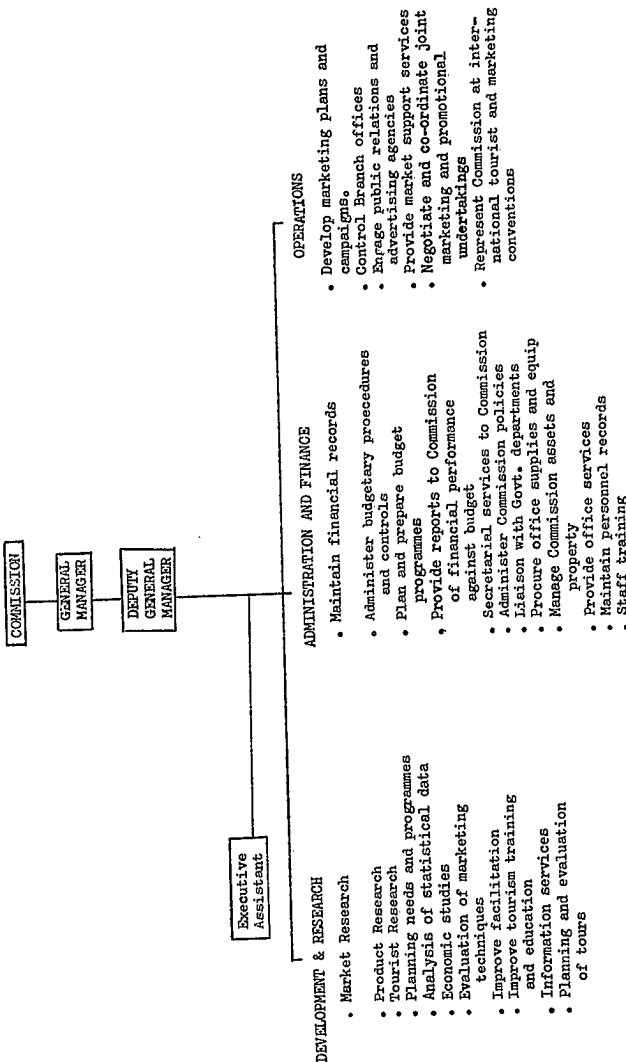 COMMISSION
GENERAL
MANAGER
DEPUTY
GENERAL
MANAGER
Executive
Assistant
DEVELOPMENT & RESEARCH
• Market Research
• Product Research
• Tourist Research
• Planning needs and programmes
• Analysis of statistical data
• Economic studies
• Evaluation of marketing
techniques
• Improve facilitation
• Improve tourism training
and education
• Information services
• Planning and evaluation
of tours
ADMINISTRATION AND FINANCE
• Maintain financial records
• Administer budgetary proecedures
and controls
• Plan and prepare budget
programmes
• Provide reports to Commission
of financial performance
against budget
• Secretarial services to Commission
• Administer Commission policies
• Liaison with Govt. departments
• Procure office supplies and equip
• Manage Commission assets and
property
• Provide office services
• Maintain personnel records
• Staff training
OPERATIONS
• Develop marketing plans and
campaigns.
• Control Branch offices
• Engage public relations and
advertising agencies
• Provide market support services
• Negotiate and co-ordinate joint
marketing and promotional
undertakings
• Represent Commission at inter-
national tourist and marketing
conventions